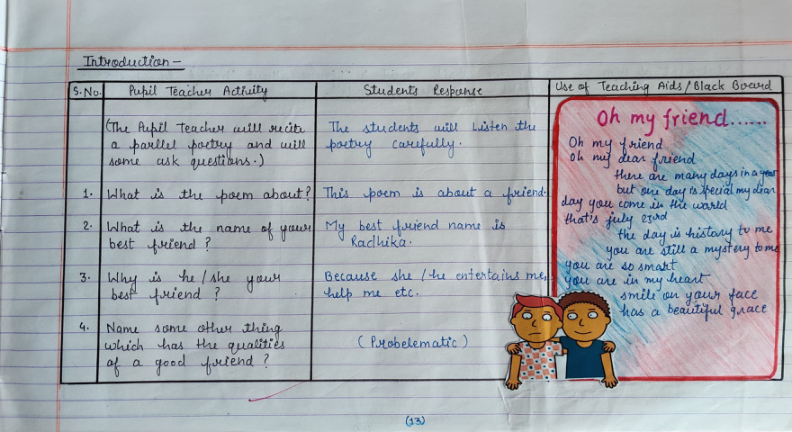 Introduction -
S.No. Pupil Teacher Activity Students Response Use of Teaching Aids/Black Board
(The Pupil Teacher will recite
a parllel poetry and will
some ask questions.)
The students will listen the
poetry carefully.
1. What is the poem about? This poem is about a friend.
2. What is the name of your
best friend?
My best friend name is
Radhika.
3. Why is he/she your
best friend?
Because she/he entertains me,
help me etc.
4. Name some other thing
which has the qualities
of a good friend?
(Probelematic)
Oh my friend......
Oh my friend
Oh my dear friend
there are many days in a year
but one day is special my dear
day you come in the world
that's july
the day is history to me
you are still a mystery to me
you are so smart
you are in my heart
smile on your face
has a beautiful grace
(13)